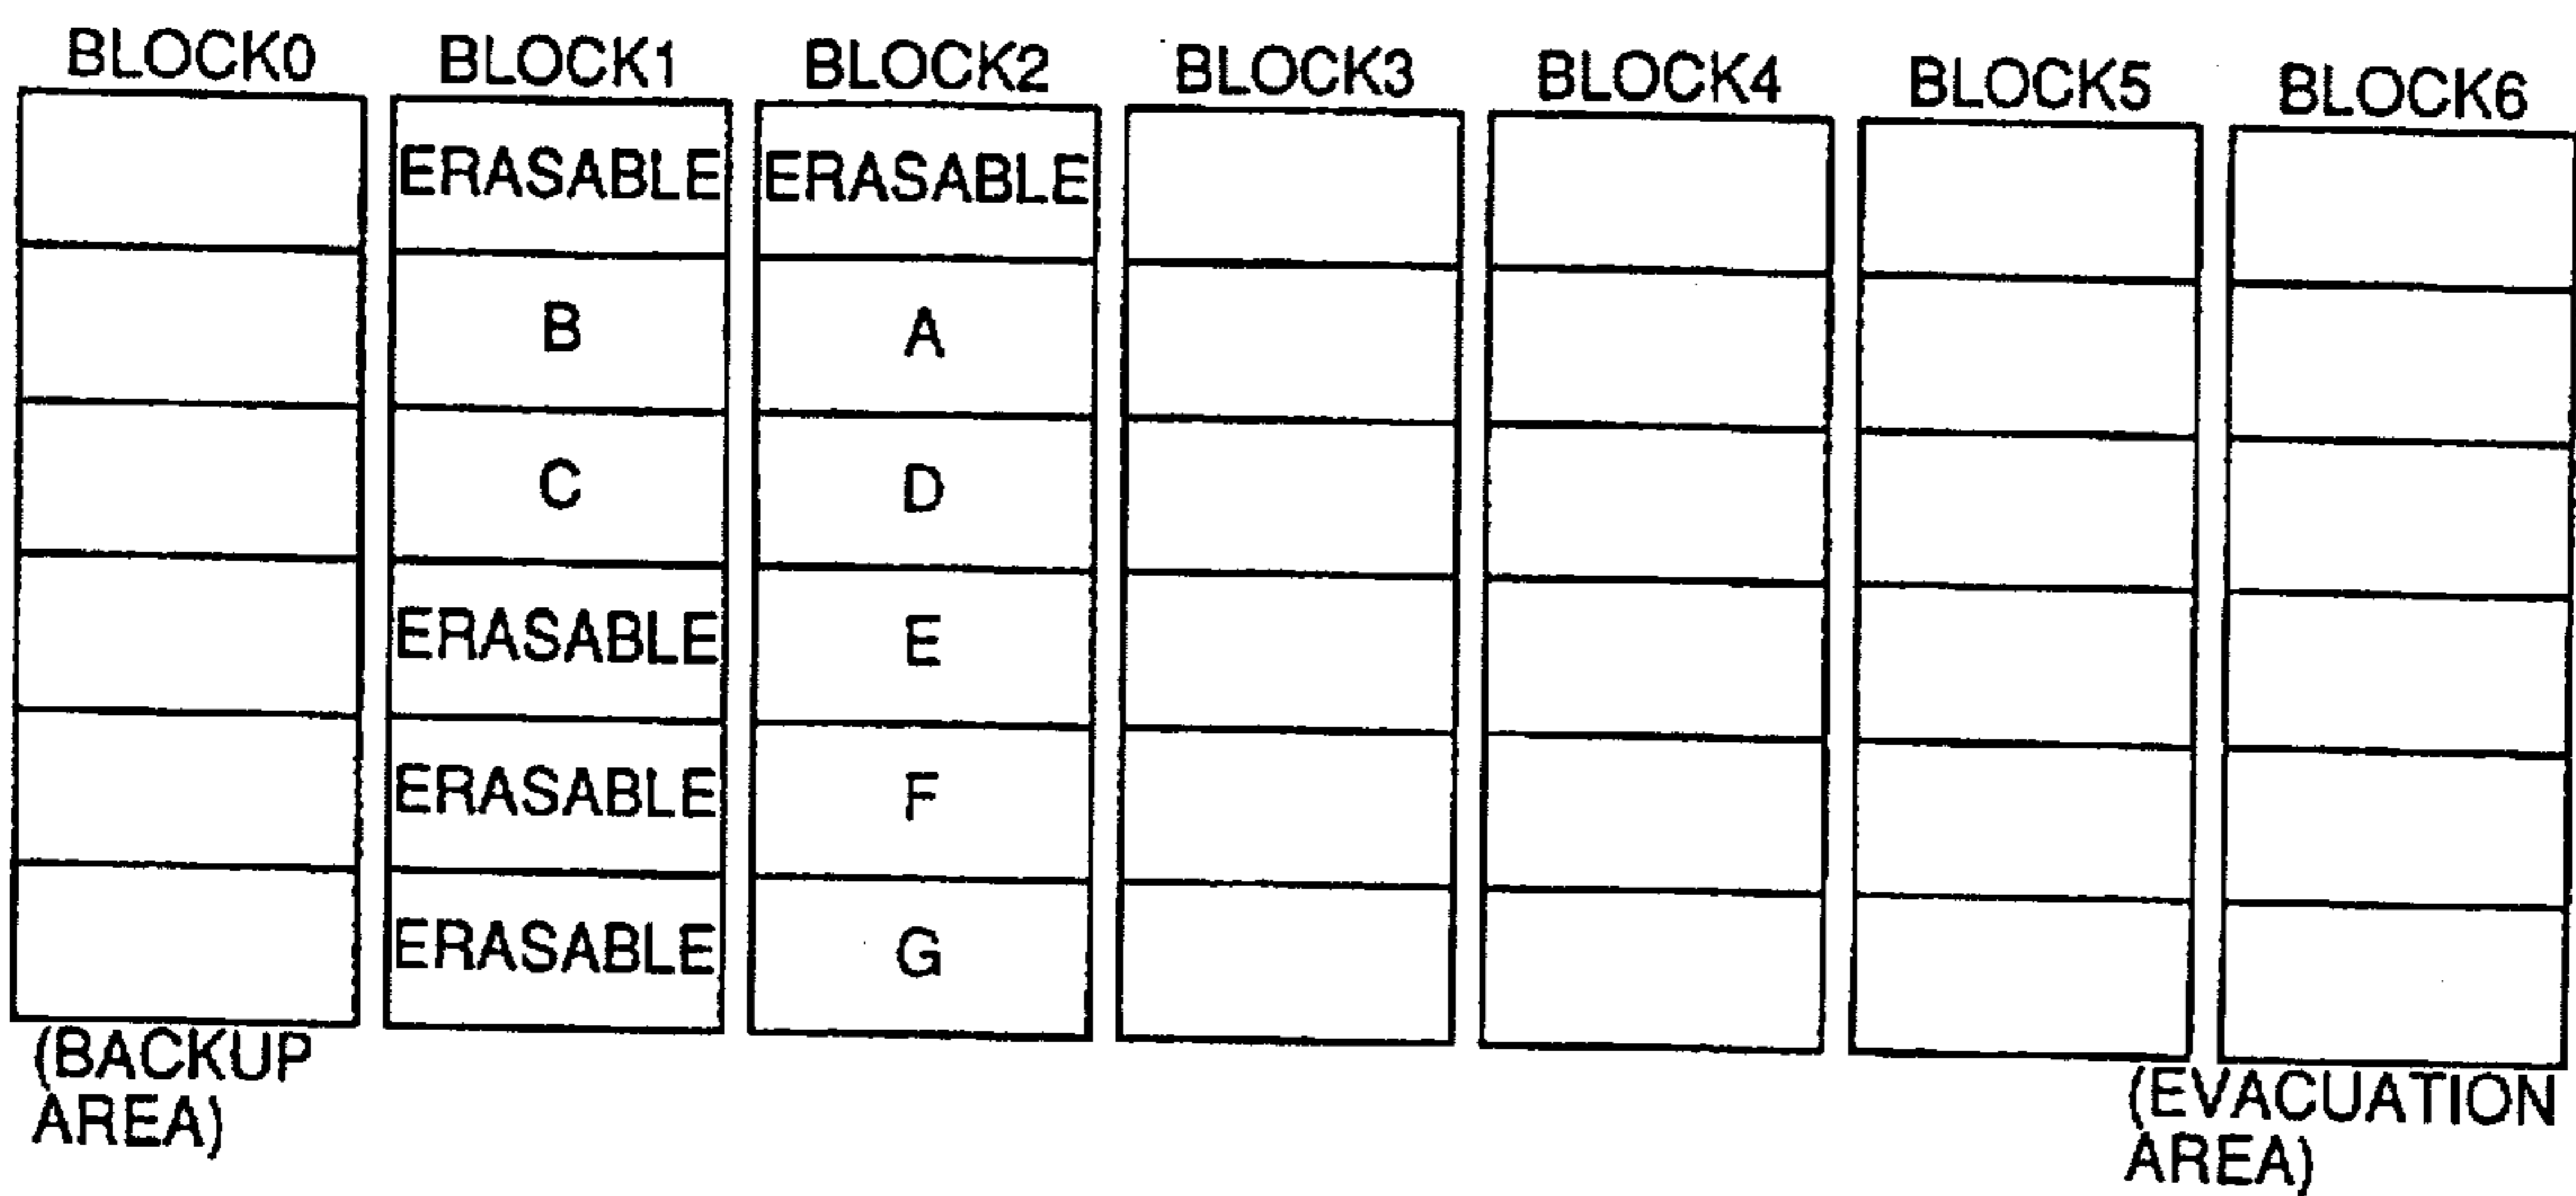 BLOCK0 BLOCK1 BLOCK2 BLOCK3 BLOCK4 BLOCK5 BLOCK6
ERASABLE ERASABLE
B A
C D
ERASABLE E
ERASABLE F
ERASABLE G
(BACKUP
AREA)
(EVACUATION
AREA)